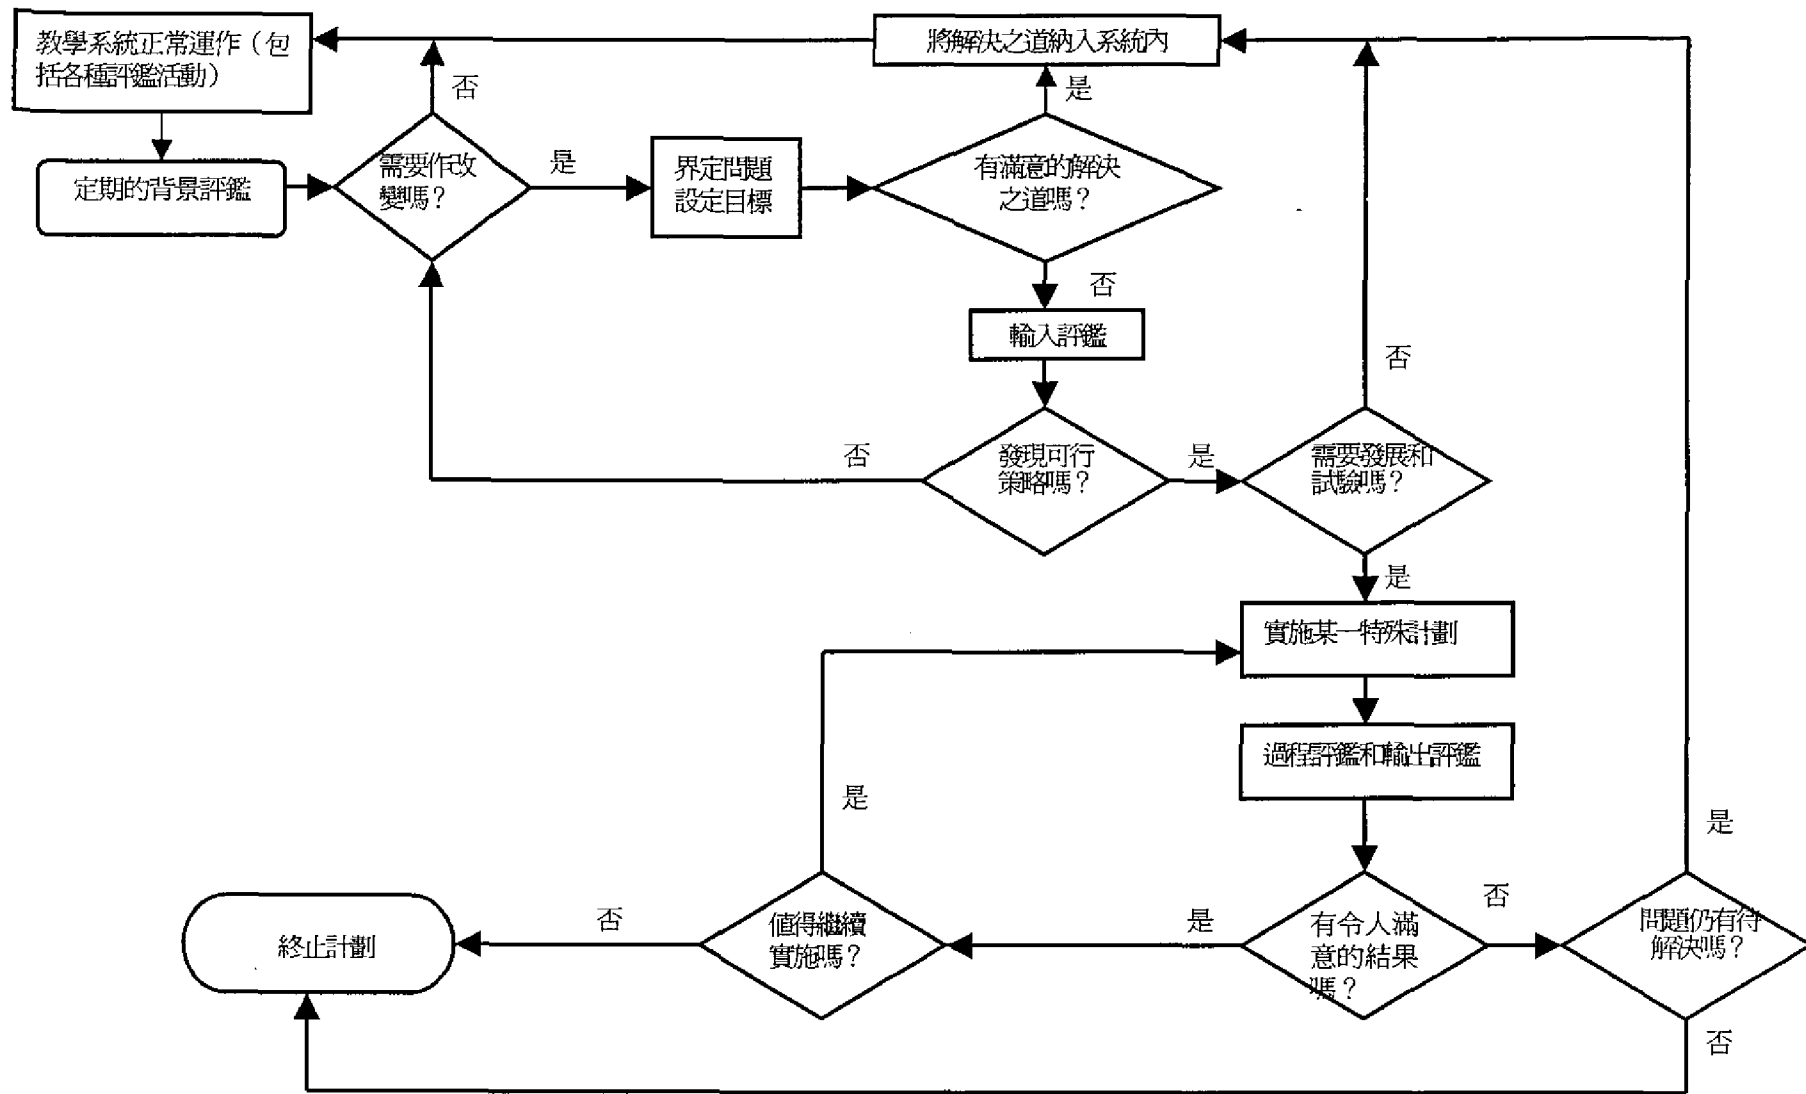 教學系統正常運作（包
括各種評鑑活動）
將解決之道納入系統內
否
是
定期的背景評鑑
需要作改
變嗎？
是
界定問題
設定目標
有滿意的解決
之道嗎？
否
輸入評鑑
否
否
發現可行
策略嗎？
是
需要發展和
試驗嗎？
是
實施某一特殊計劃
過程評鑑和輸出評鑑
是
是
終止計劃
否
值得繼續
實施嗎？
是
有令人滿
意的結果
嗎？
否
問題仍有待
解決嗎？
否